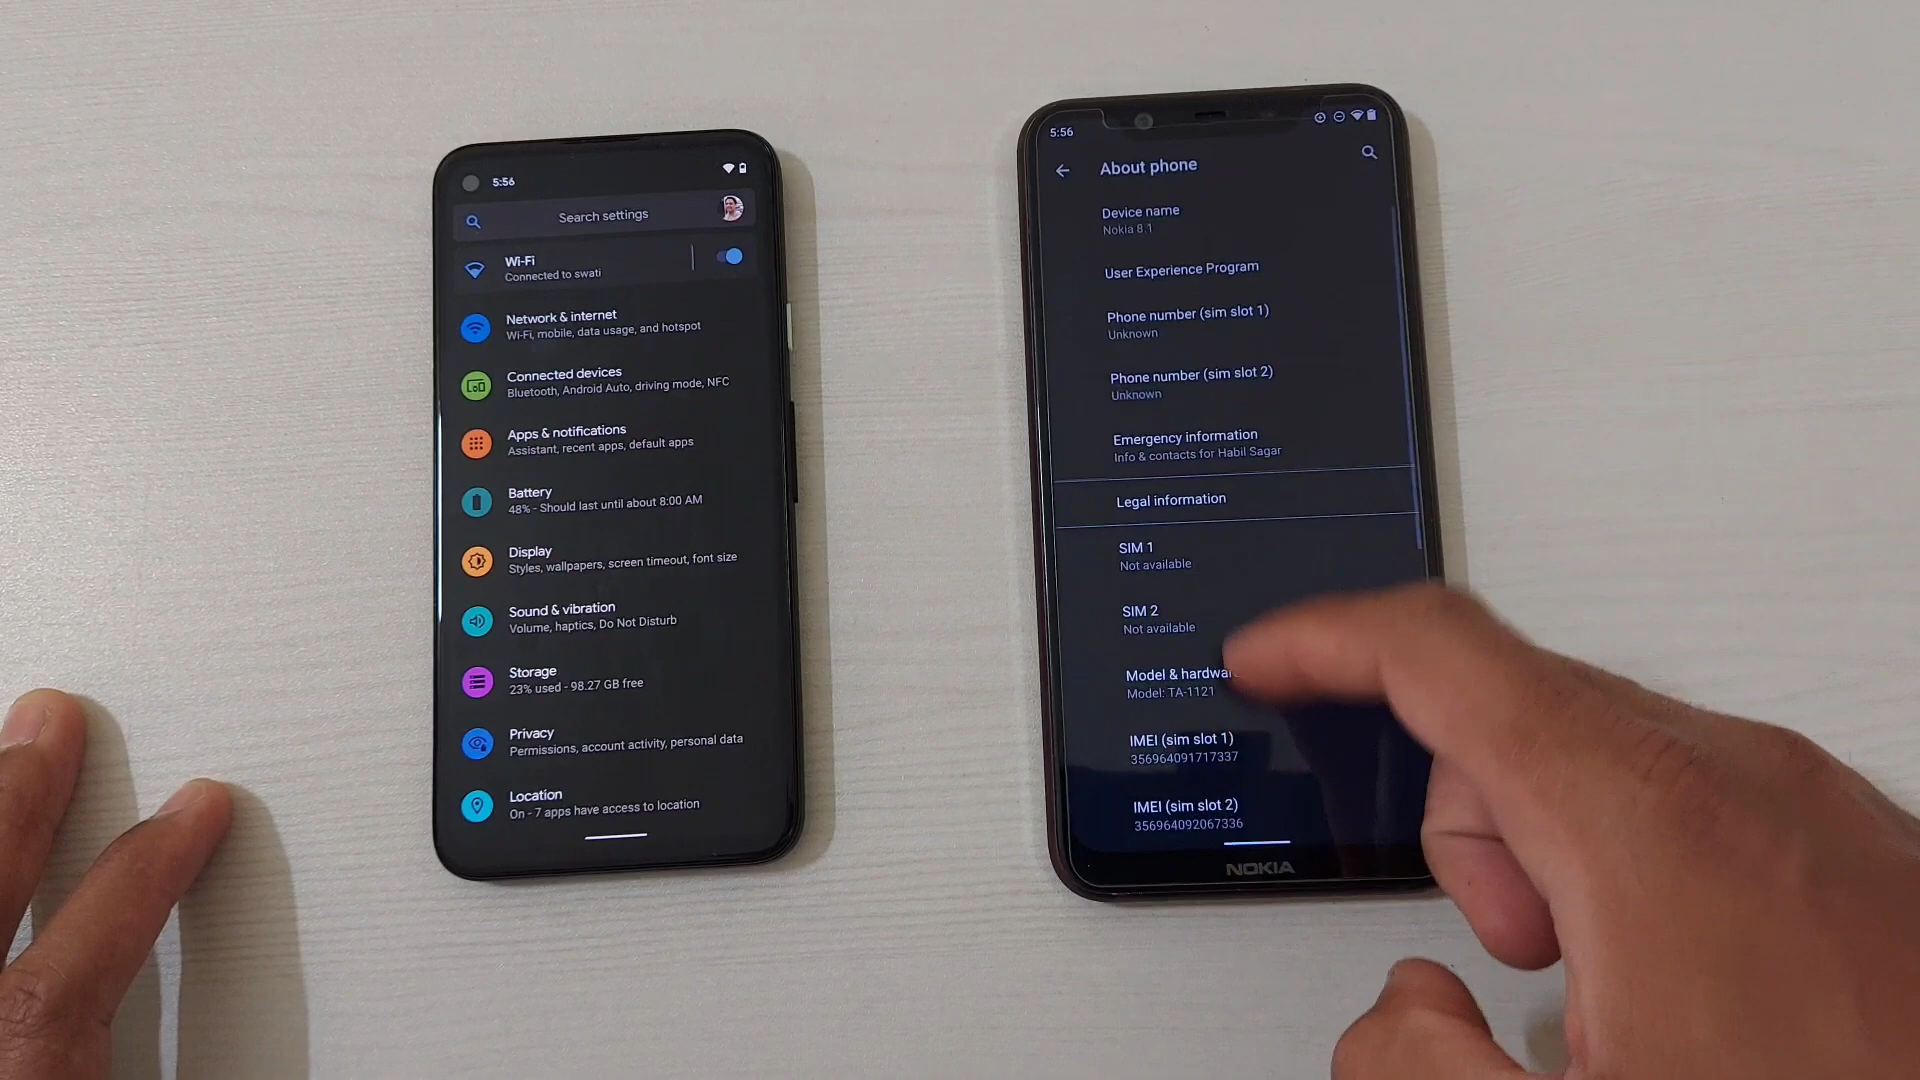 5:56
Search settings
Wi-Fi
Connected to swati
Network & internet
Wi-Fi, mobile, data usage, and hotspot
Connected devices
Bluetooth, Android Auto, driving mode, NFC
Apps & notifications
Assistant, recent apps, default apps
Battery
48% - Should last until about 8:00 AM
Display
Styles, wallpapers, screen timeout, font size
Sound & vibration
Volume, haptics, Do Not Disturb
Storage
23% used - 98.27 GB free
Privacy
Permissions, account activity, personal data
Location
On - 7 apps have access to location
5:56
About phone
Device name
Nokia 8.1
User Experience Program
Phone number (sim slot 1)
Unknown
Phone number (sim slot 2)
Unknown
Emergency information
Info & contacts for Habil Sagar
Legal information
SIM 1
Not available
SIM 2
Not available
Model &
Model: TA-1121
IMEI (sim slot 1)
356964091717337
IMEI (sim slot 2)
356964092067336
NOKIA